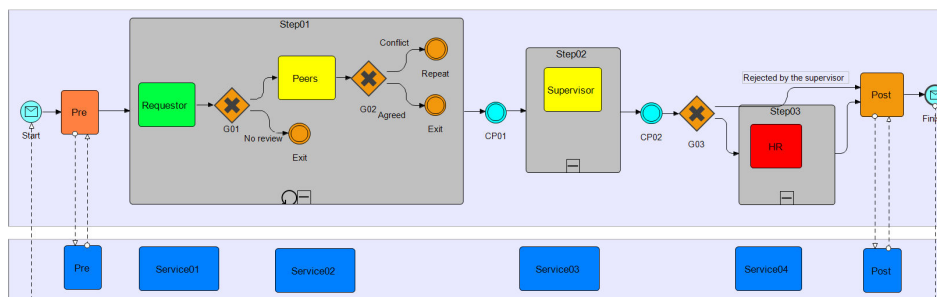 Step01
Conflict
Step02
Peers
Repeat
Rejected by the supervisor
Pre
Requestor
Supervisor
Post
G02
Step03
Start
G01
Agreed
CP01
CP02
No review
Exit
G03
HR
Exit
Pre
Service01
Service02
Service03
Service04
Post